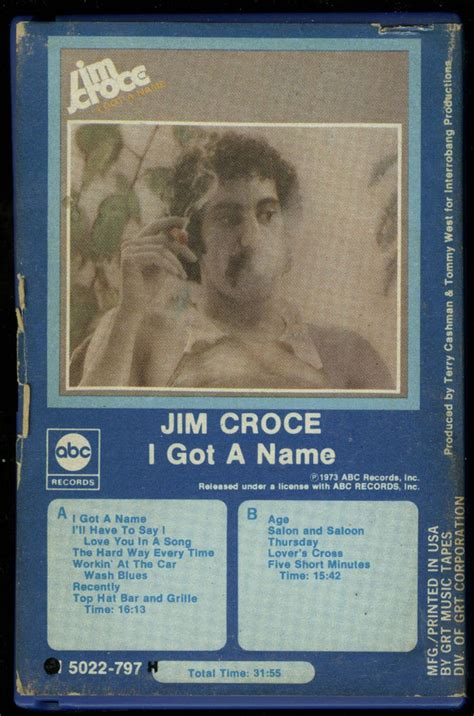 jim
croce
I GOT A NAME
Produced by Terry Cashman & Tommy West for Interrobang Productions
JIM CROCE
I Got A Name
abc
RECORDS
Ⓟ1973 ABC Records, Inc.
Released under a license with ABC RECORDS, Inc.
A
I Got A Name
I'll Have To Say I
Love You In A Song
The Hard Way Every Time
Workin' At The Car
Wash Blues
Recently
Top Hat Bar and Grille
Time: 16:13
B
Age
Salon and Saloon
Thursday
Lover's Cross
Five Short Minutes
Time: 15:42
MFG./PRINTED IN USA
BY GRT MUSIC TAPES
DIV OF GRT CORPORATION
5022-797 H
Total Time: 31:55